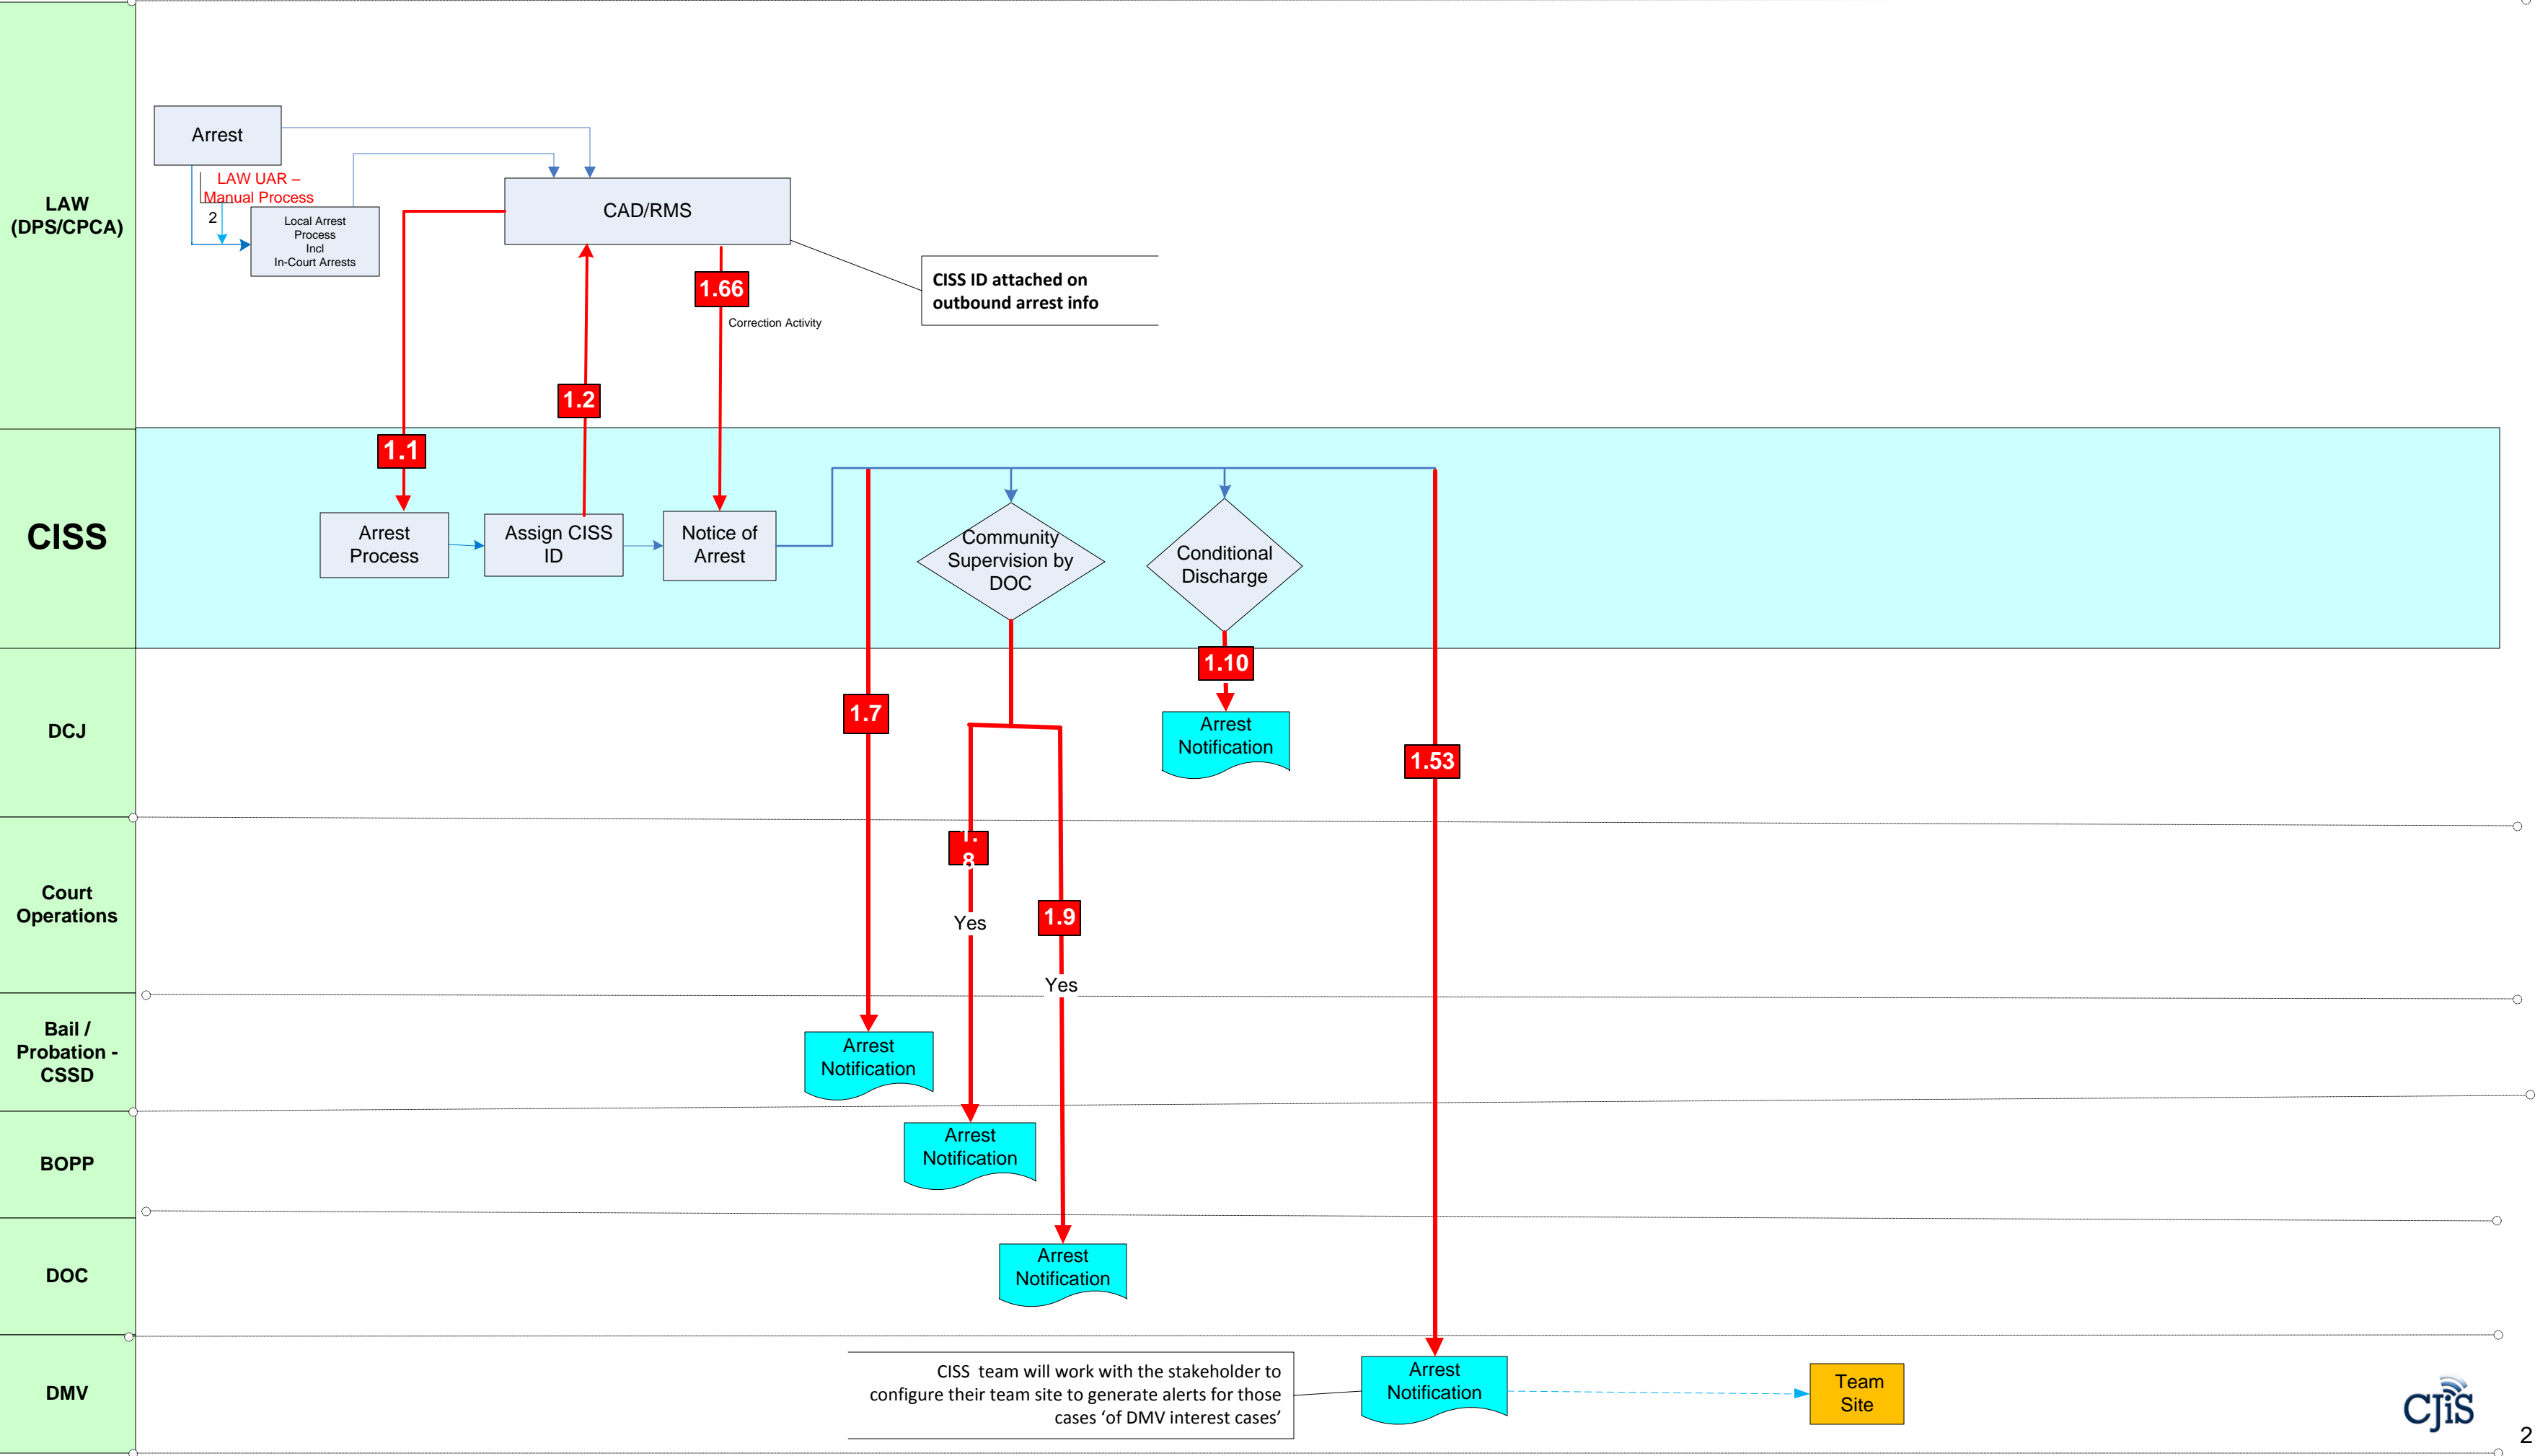 LAW
(DPS/CPCA)
Arrest
LAW UAR –
Manual Process
2
Local Arrest
Process
Incl
In-Court Arrests
CAD/RMS
1.66
Correction Activity
CISS ID attached on
outbound arrest info
1.2
1.1
CISS
Arrest
Process
Assign CISS
ID
Notice of
Arrest
Community
Supervision by
DOC
Conditional
Discharge
DCJ
1.7
1.10
Arrest
Notification
1.53
Court
Operations
1.
8
Yes
1.9
Yes
Bail /
Probation -
CSSD
Arrest
Notification
BOPP
Arrest
Notification
DOC
Arrest
Notification
DMV
CISS  team will work with the stakeholder to
configure their team site to generate alerts for those
cases ‘of DMV interest cases’
Arrest
Notification
Team
Site
CJiS
2